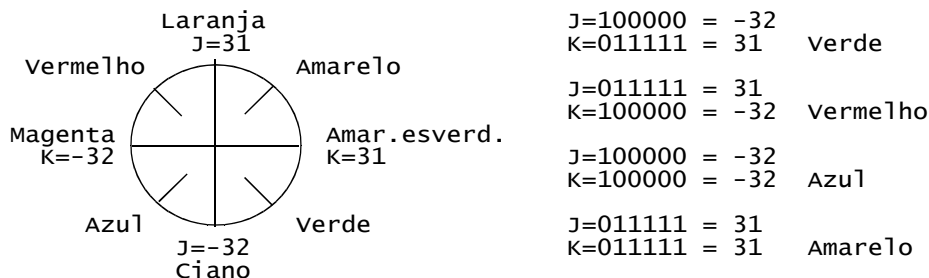 Laranja
J=31
Vermelho
Amarelo
Magenta
K=-32
Amar.esverd.
K=31
Azul
Verde
J=-32
Ciano
J=100000 = -32
K=011111 = 31 Verde
J=011111 = 31
K=100000 = -32 Vermelho
J=100000 = -32
K=100000 = -32 Azul
J=011111 = 31
K=011111 = 31 Amarelo